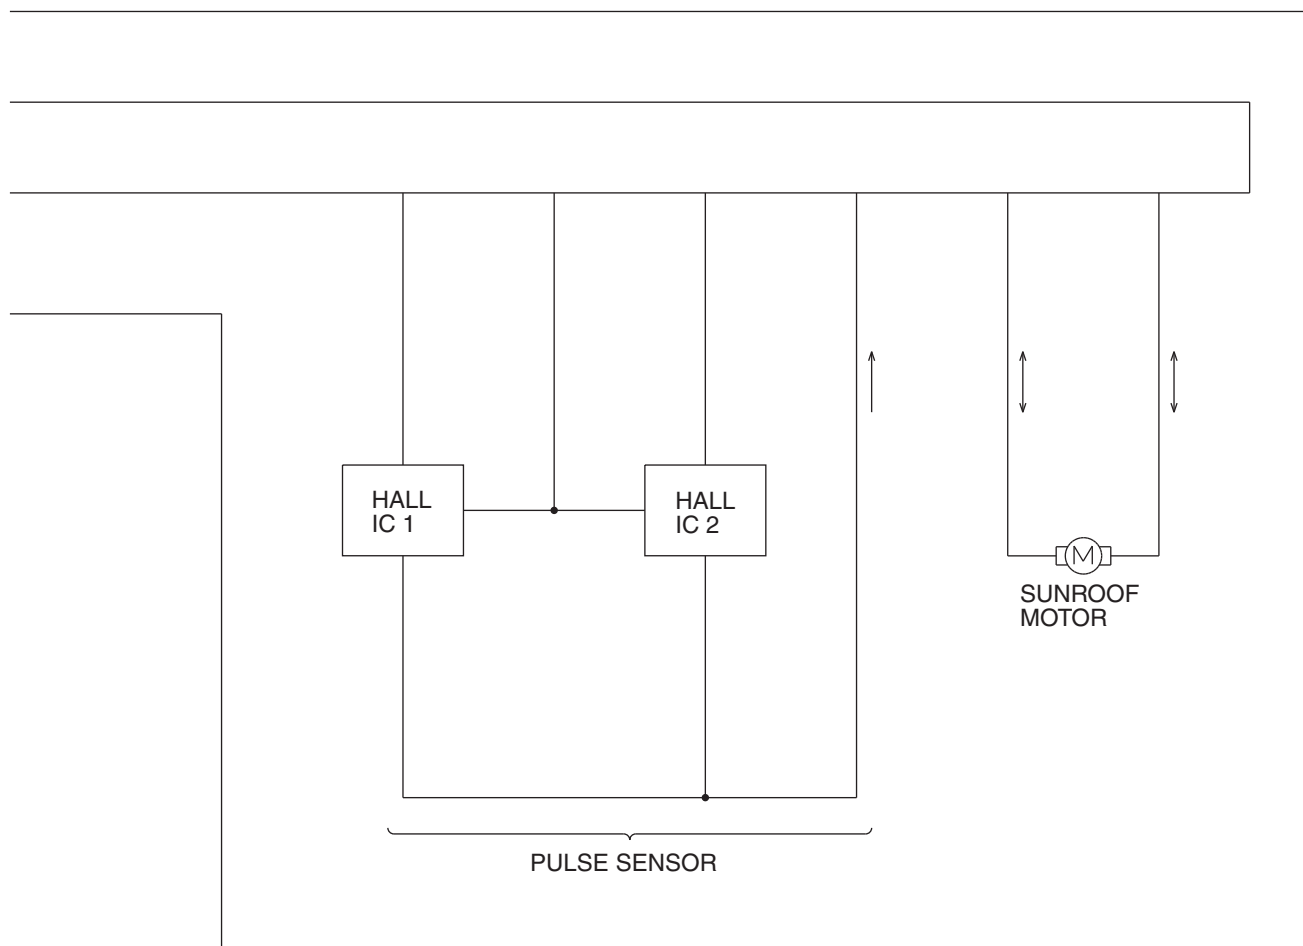 HALL
IC 1
HALL
IC 2
M
SUNROOF
MOTOR
PULSE SENSOR